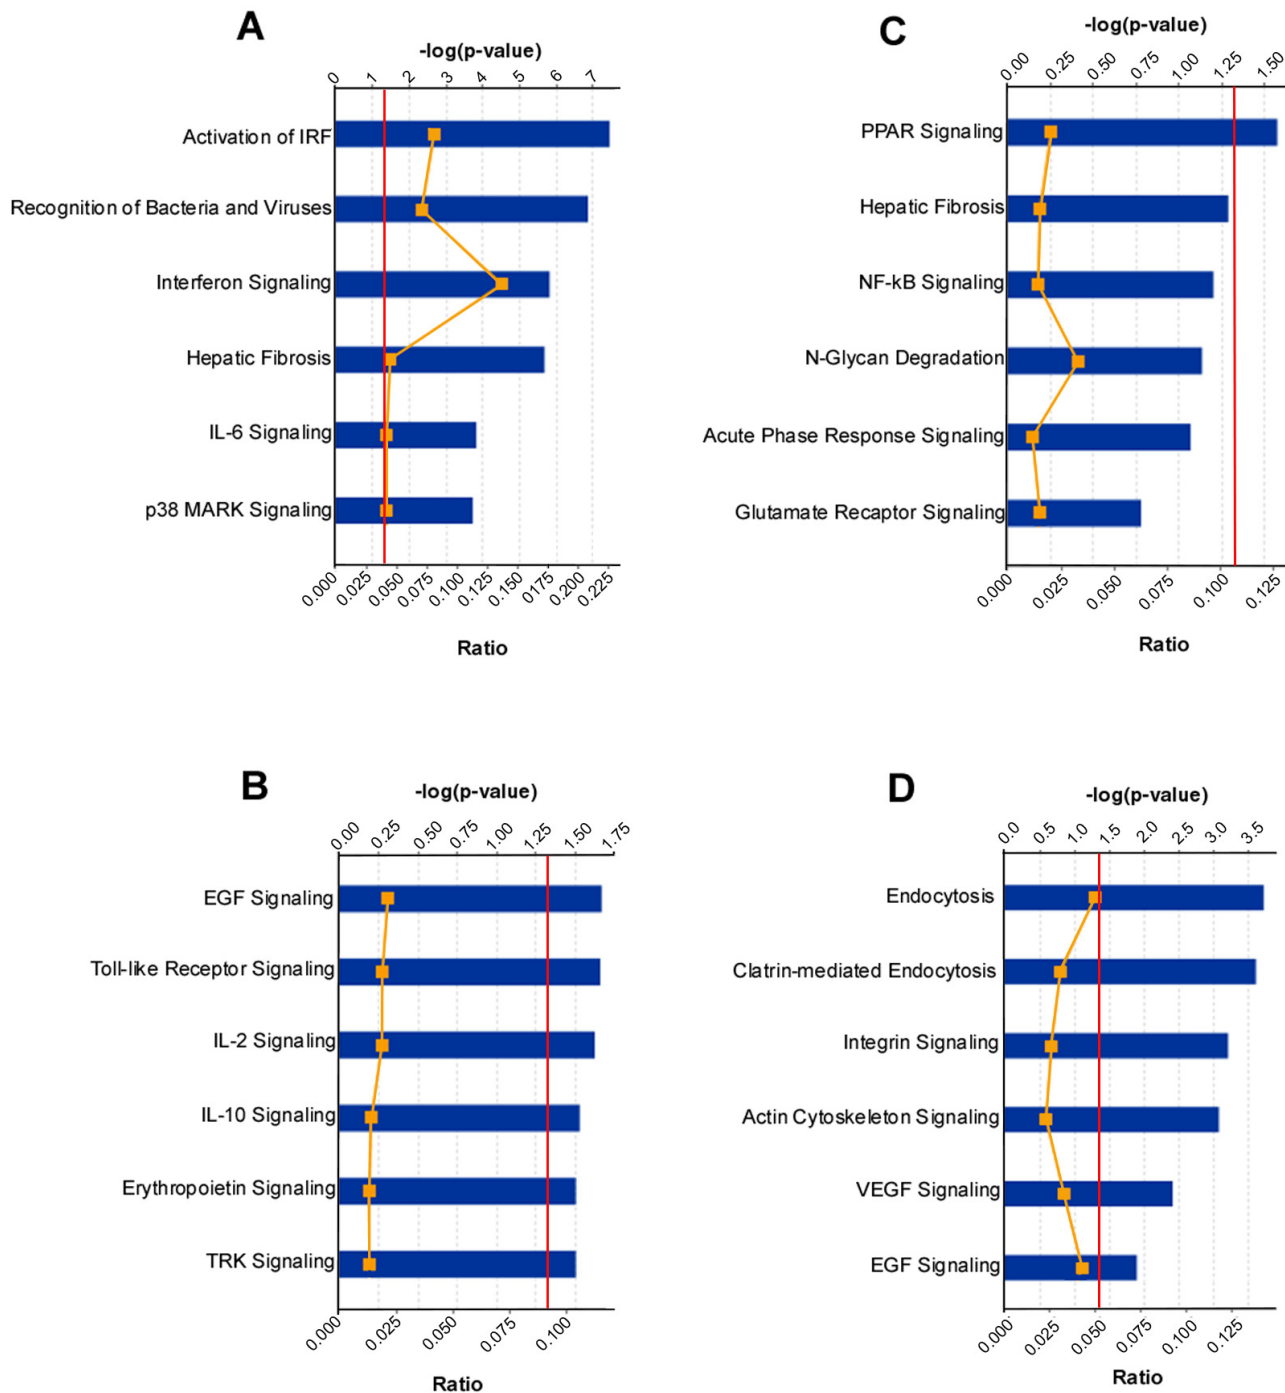 A
-log(p-value)
0 1 2 3 4 5 6 7
Activation of IRF
Recognition of Bacteria and Viruses
Interferon Signaling
Hepatic Fibrosis
IL-6 Signaling
p38 MARK Signaling
0.000 0.025 0.050 0.075 0.100 0.125 0.150 0.175 0.200 0.225
Ratio
C
-log(p-value)
0.00 0.25 0.50 0.75 1.00 1.25 1.50
PPAR Signaling
Hepatic Fibrosis
NF-kB Signaling
N-Glycan Degradation
Acute Phase Response Signaling
Glutamate Recaptor Signaling
0.000 0.025 0.050 0.075 0.100 0.125
Ratio
B
-log(p-value)
0.00 0.25 0.50 0.75 1.00 1.25 1.50 1.75
EGF Signaling
Toll-like Receptor Signaling
IL-2 Signaling
IL-10 Signaling
Erythropoietin Signaling
TRK Signaling
0.000 0.025 0.050 0.075 0.100
Ratio
D
-log(p-value)
0.0 0.5 1.0 1.5 2.0 2.5 3.0 3.5
Endocytosis
Clatrin-mediated Endocytosis
Integrin Signaling
Actin Cytoskeleton Signaling
VEGF Signaling
EGF Signaling
0.000 0.025 0.050 0.075 0.100 0.125
Ratio